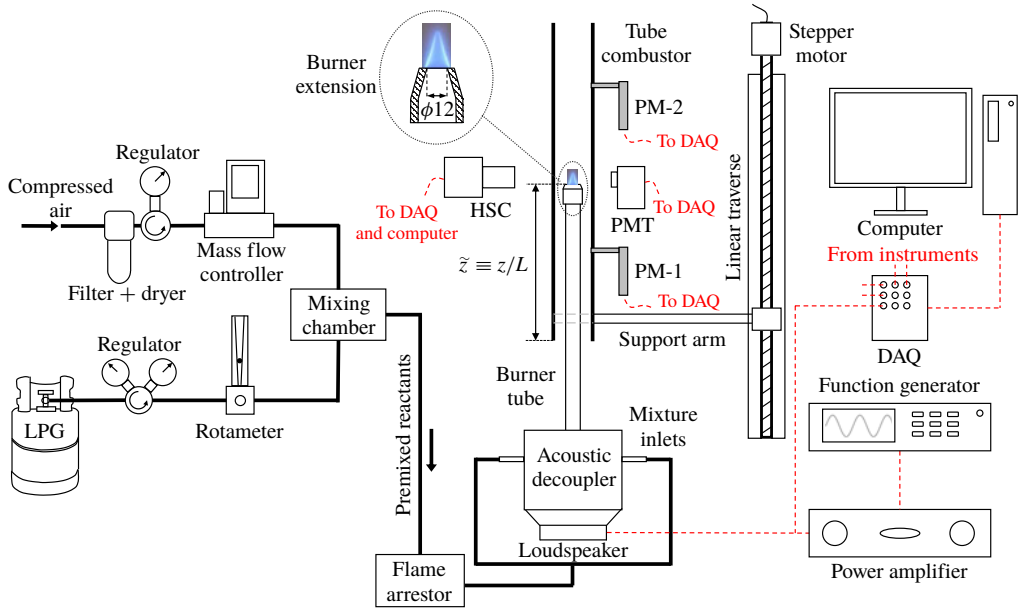 Burner
extension
ϕ12
Tube
combustor
Stepper
motor
PM-2
To DAQ
Regulator
Compressed
air
HSC
To DAQ
and computer
PMT
To DAQ
Linear traverse
Computer
Mass flow
controller
Filter + dryer
z̃ ≡ z/L
PM-1
To DAQ
From instruments
DAQ
Mixing
chamber
Support arm
Regulator
LPG
Rotameter
Premixed reactants
Burner
tube
Mixture
inlets
Acoustic
decoupler
Loudspeaker
Function generator
Power amplifier
Flame
arrestor